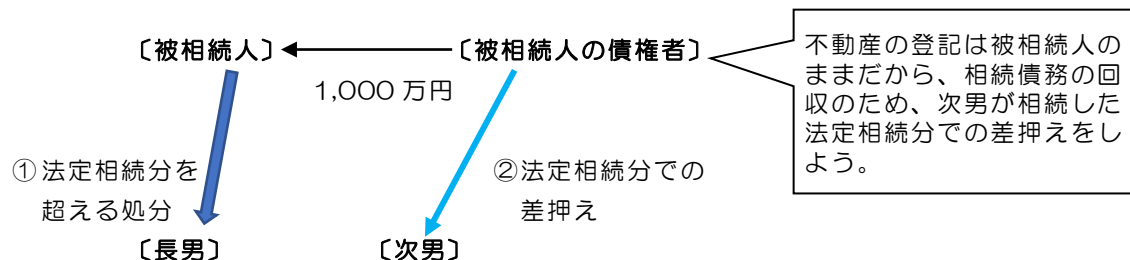 〔被相続人〕
〔被相続人の債権者〕
1,000 万円
不動産の登記は被相続人の
ままだから、相続債務の回
収のため、次男が相続した
法定相続分での差押えをし
よう。
①法定相続分を
超える処分
②法定相続分での
差押え
〔長男〕
〔次男〕